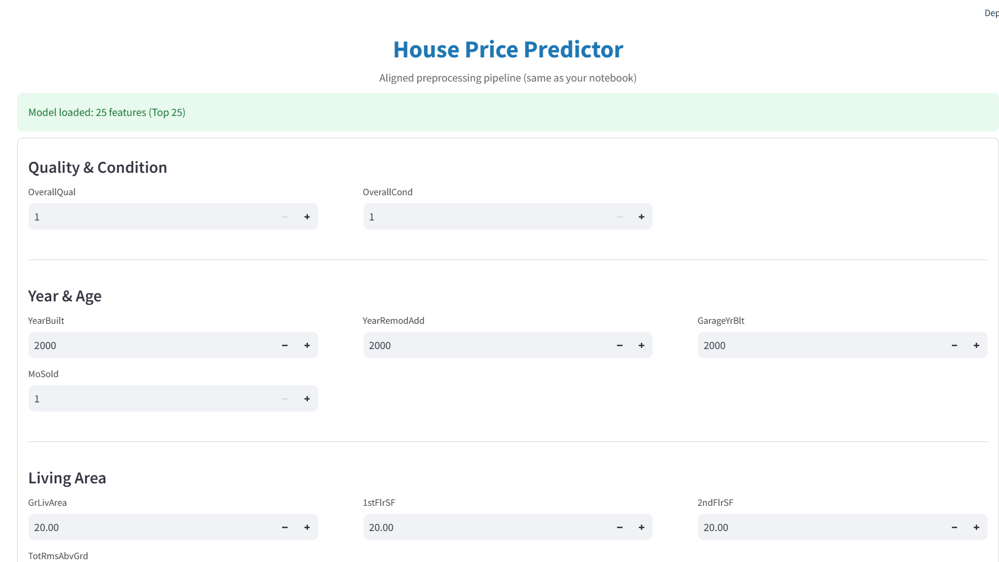 Dep
House Price Predictor
Aligned preprocessing pipeline (same as your notebook)
Model loaded: 25 features (Top 25)
Quality & Condition
OverallQual
OverallCond
1
1
Year & Age
YearBuilt
YearRemodAdd
GarageYrBlt
2000
2000
2000
MoSold
1
Living Area
GrLivArea
1stFlrSF
2ndFlrSF
20.00
20.00
20.00
TotRmsAbvGrd